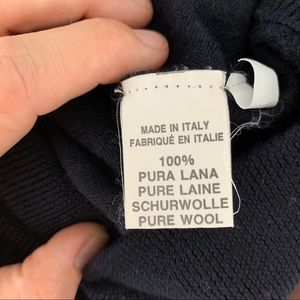 MADE IN ITALY
FABRIQUÉ EN ITALIE
100%
PURA LANA
PURE LAINE
SCHURWOLLE
PURE WOOL